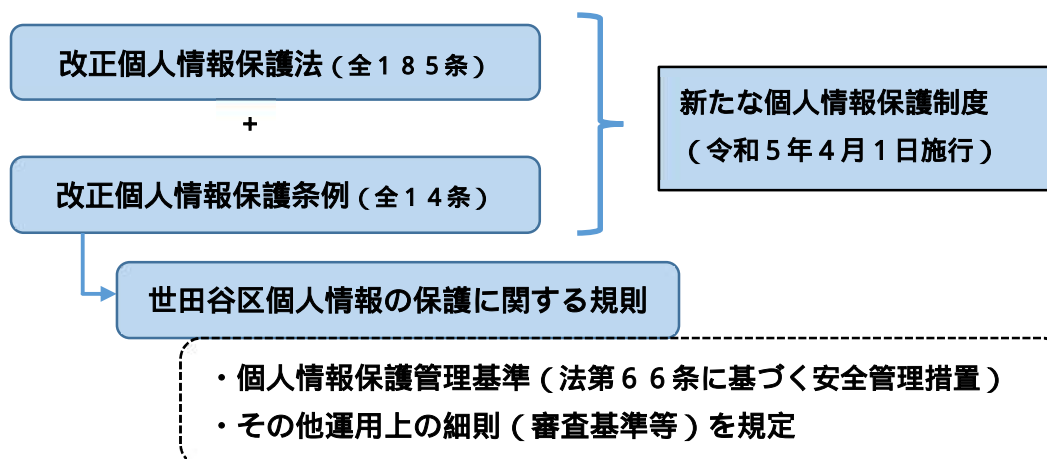 改正個人情報保護法（全１８５条）
+
改正個人情報保護条例（全１４条）
新たな個人情報保護制度
（令和５年４月１日施行）
世田谷区個人情報の保護に関する規則
・個人情報保護管理基準（法第６６条に基づく安全管理措置）
・その他運用上の細則（審査基準等）を規定